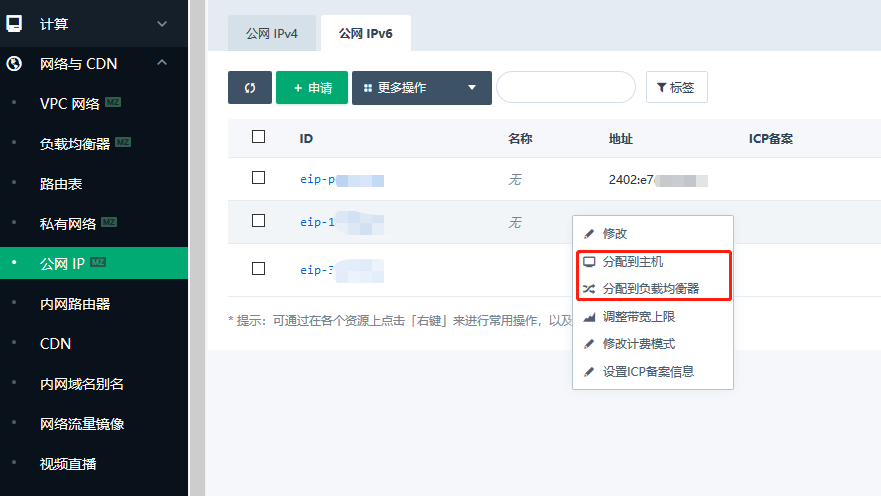 计算
网络与 CDN
VPC 网络 MZ
负载均衡器 MZ
路由表
私有网络 MZ
公网 IP MZ
内网路由器
CDN
内网域名别名
网络流量镜像
视频直播
公网 IPv4 公网 IPv6
+ 申请 更多操作 标签
ID 名称 地址 ICP备案
eip-p 无 2402:e7
eip-1 无
eip-3
* 提示：可通过在各个资源上点击「右键」来进行常用操作，以及
修改
分配到主机
分配到负载均衡器
调整带宽上限
修改计费模式
设置ICP备案信息